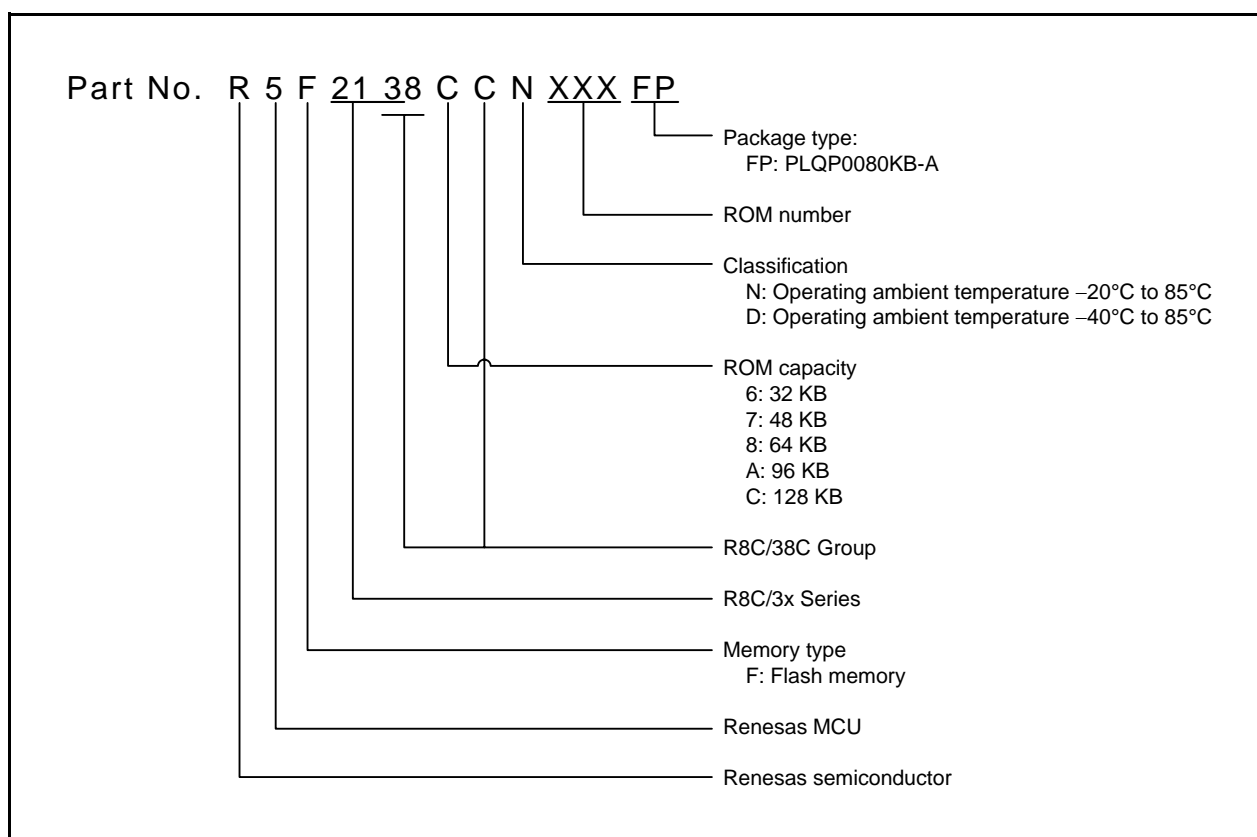 Part No. R 5 F 21 38 C C N XXX FP
Package type:
FP: PLQP0080KB-A
ROM number
Classification
N: Operating ambient temperature −20°C to 85°C
D: Operating ambient temperature −40°C to 85°C
ROM capacity
6: 32 KB
7: 48 KB
8: 64 KB
A: 96 KB
C: 128 KB
R8C/38C Group
R8C/3x Series
Memory type
F: Flash memory
Renesas MCU
Renesas semiconductor